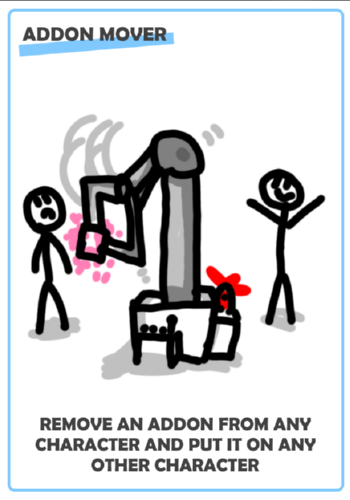 ADDON MOVER
REMOVE AN ADDON FROM ANY
CHARACTER AND PUT IT ON ANY
OTHER CHARACTER